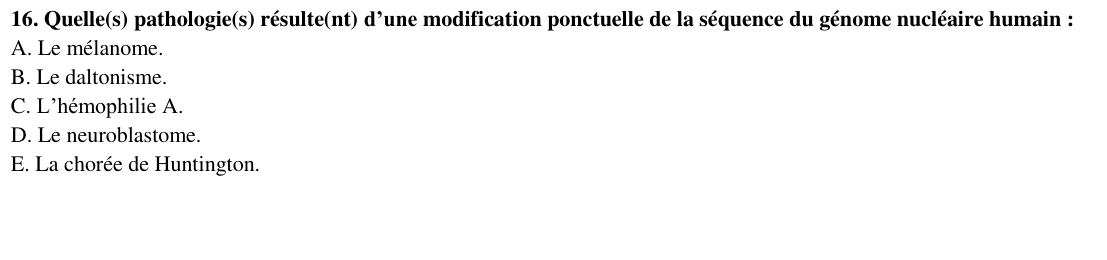 16. Quelle(s) pathologie(s) résulte(nt) d’une modification ponctuelle de la séquence du génome nucléaire humain :
A. Le mélanome.
B. Le daltonisme.
C. L’hémophilie A.
D. Le neuroblastome.
E. La chorée de Huntington.